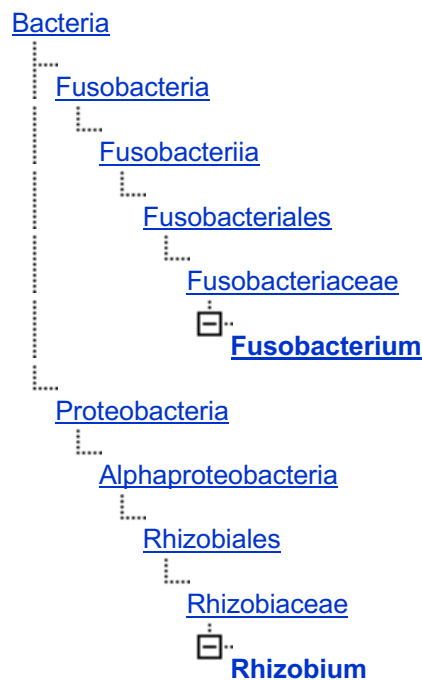 Bacteria
Fusobacteria
Fusobacteriia
Fusobacteriales
Fusobacteriaceae
Fusobacterium
Proteobacteria
Alphaproteobacteria
Rhizobiales
Rhizobiaceae
Rhizobium